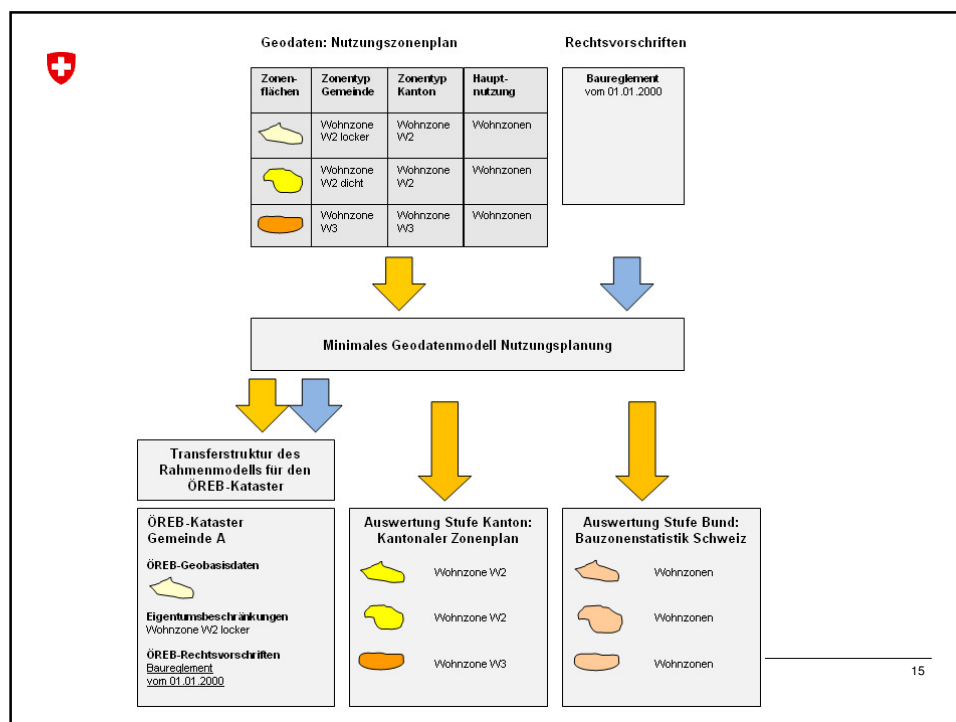 Geodaten: Nutzungszonenplan
Rechtsvorschriften
Zonen-
flächen
Zonentyp
Gemeinde
Zonentyp
Kanton
Haupt-
nutzung
Wohnzone
W2 locker
Wohnzone
W2
Wohnzonen
Wohnzone
W2 dicht
Wohnzone
W2
Wohnzonen
Wohnzone
W3
Wohnzone
W3
Wohnzonen
Baureglement
vom 01.01.2000
Minimales Geodatenmodell Nutzungsplanung
Transferstruktur des
Rahmenmodells für den
ÖREB-Kataster
ÖREB-Kataster
Gemeinde A
ÖREB-Geobasisdaten
Eigentumsbeschränkungen
Wohnzone W2 locker
ÖREB-Rechtsvorschriften
Baureglement
vom 01.01.2000
Auswertung Stufe Kanton:
Kantonaler Zonenplan
Wohnzone W2
Wohnzone W2
Wohnzone W3
Auswertung Stufe Bund:
Bauzonenstatistik Schweiz
Wohnzonen
Wohnzonen
Wohnzonen
15